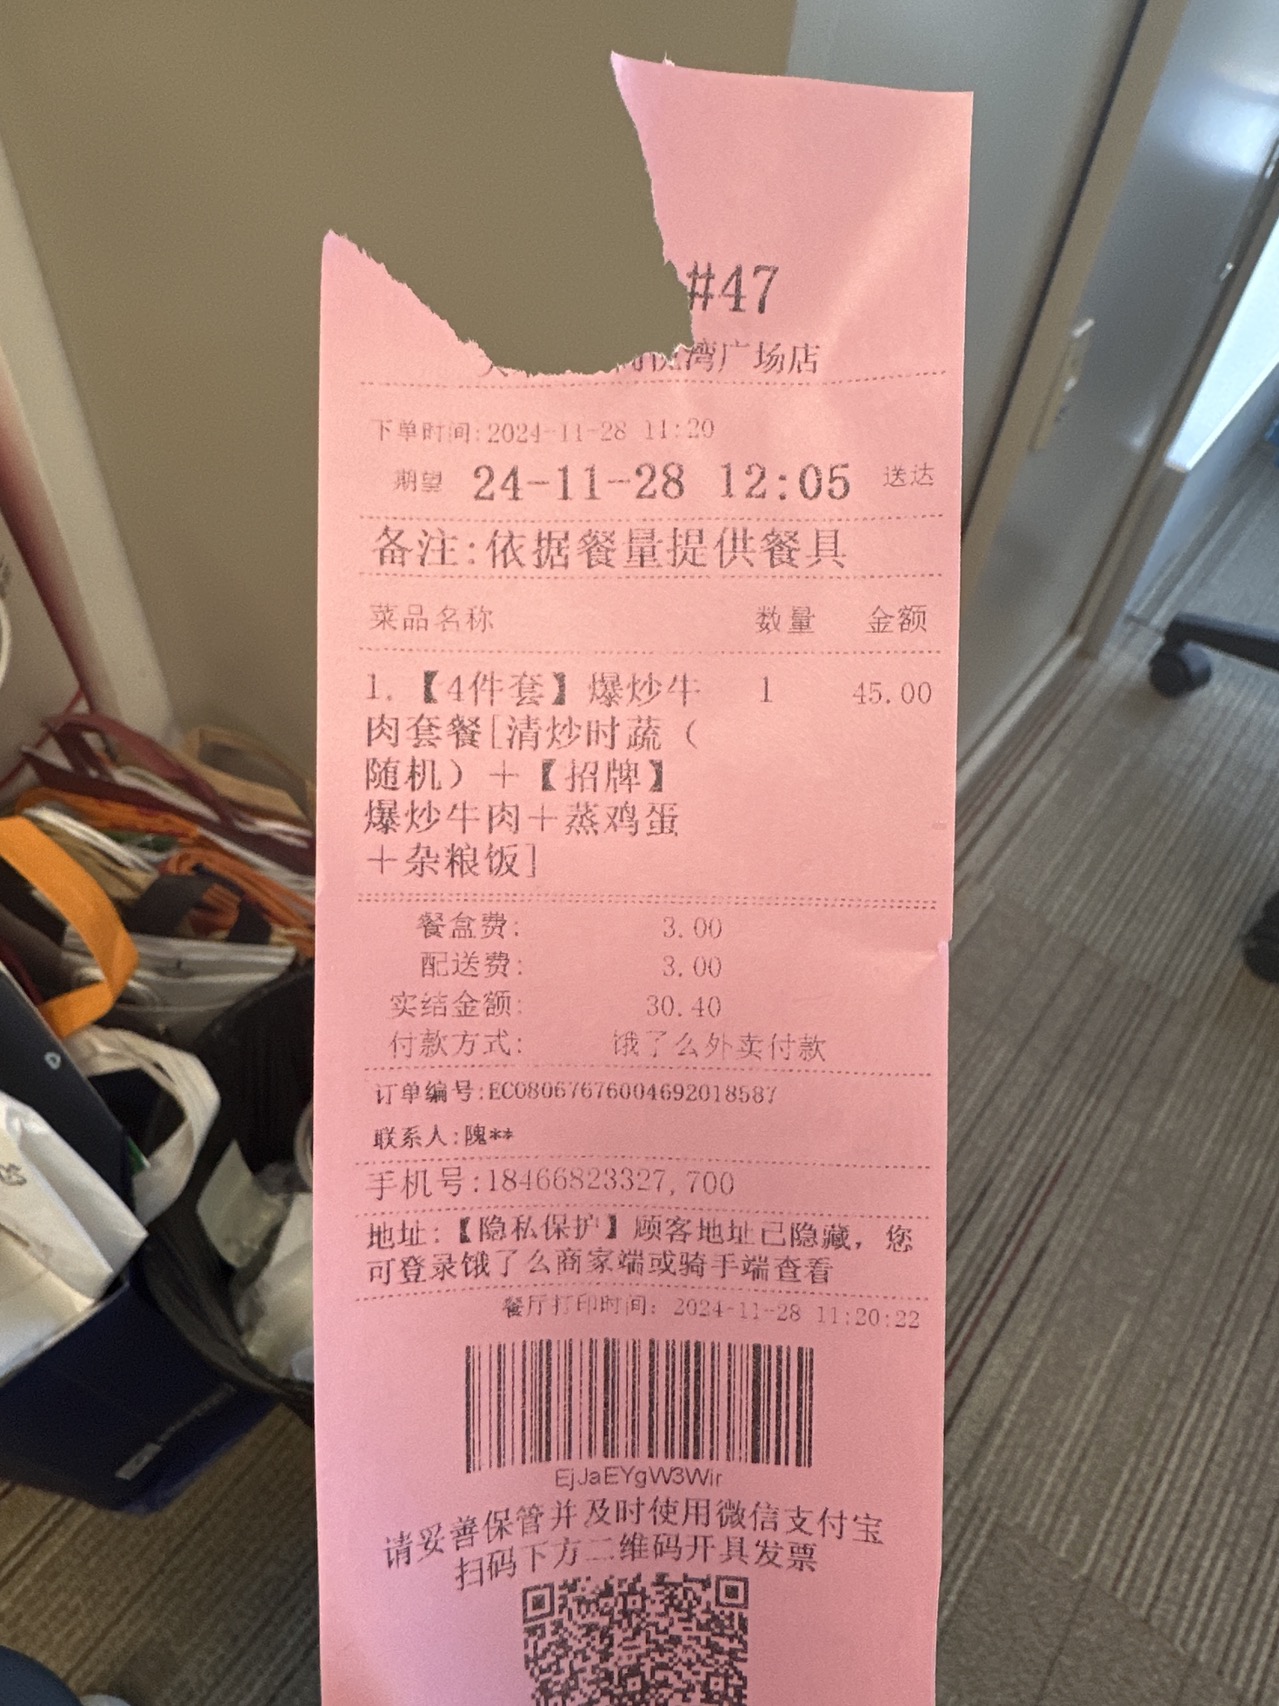 #47
湾广场店
下单时间:2024-11-28 11:20
期望 24-11-28 12:05 送达
备注:依据餐量提供餐具
菜品名称 数量 金额
1.【4件套】爆炒牛 1 45.00
肉套餐[清炒时蔬（
随机）＋【招牌】
爆炒牛肉＋蒸鸡蛋
＋杂粮饭]
餐盒费: 3.00
配送费: 3.00
实结金额: 30.40
付款方式: 饿了么外卖付款
订单编号:EC08067676004692018587
联系人:隗**
手机号:18466823327,700
地址:【隐私保护】顾客地址已隐藏，您
可登录饿了么商家端或骑手端查看
餐厅打印时间: 2024-11-28 11:20:22
EjJaEYgW3Wir
请妥善保管并及时使用微信支付宝
扫码下方二维码开具发票